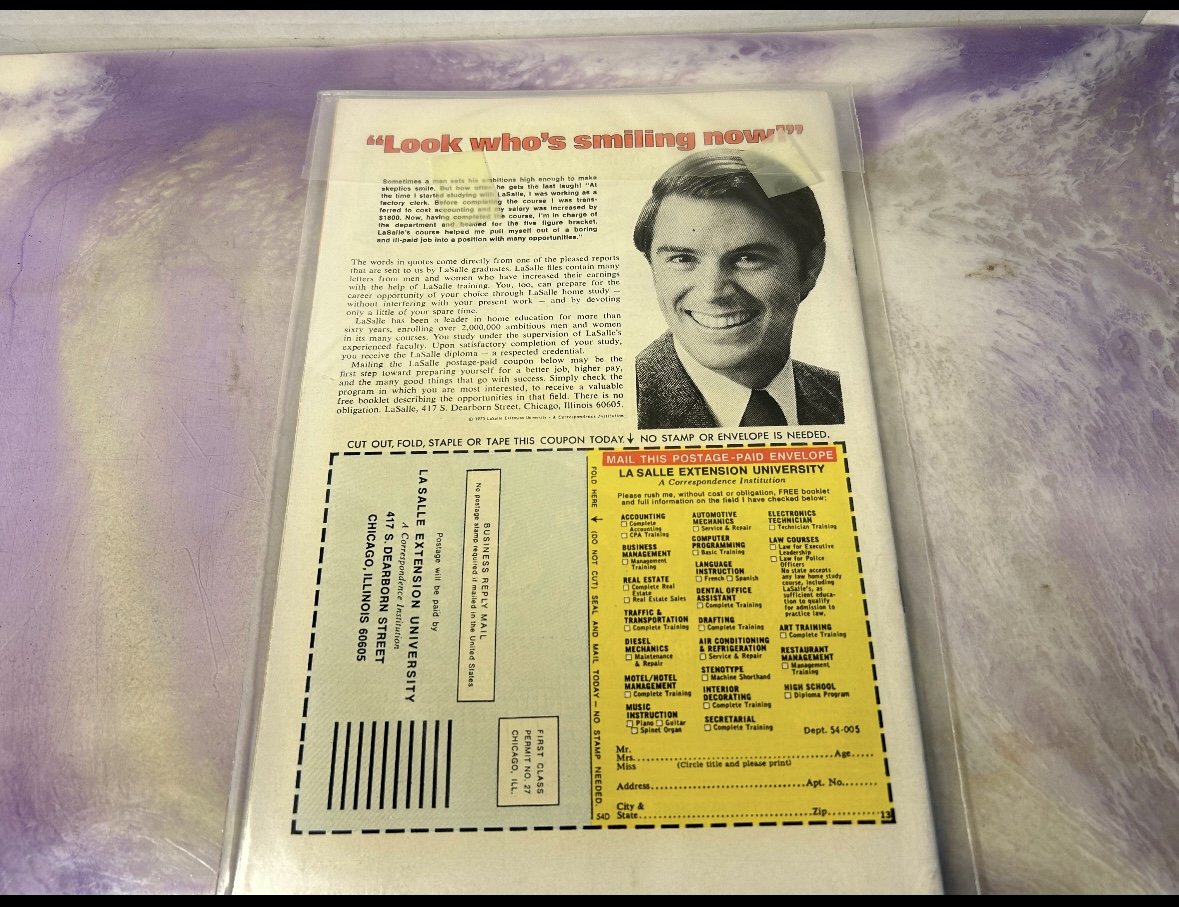 “Look who’s smiling now!”
Sometimes a man sets his ambitions high enough to make
skeptics smile. But how often he gets the last laugh! "At
the time I started studying with LaSalle, I was working as a
factory clerk. Before completing the course I was trans-
ferred to cost accounting and my salary was increased by
$1800. Now, having completed the course, I'm in charge of
the department and headed for the five figure bracket.
LaSalle's course helped me pull myself out of a boring
and ill-paid job into a position with many opportunities."
The words in quotes come directly from one of the pleased reports
that are sent to us by LaSalle graduates. LaSalle files contain many
letters from men and women who have increased their earnings
with the help of LaSalle training. You, too, can prepare for the
career opportunity of your choice through LaSalle home study —
without interfering with your present work — and by devoting
only a little of your spare time.
LaSalle has been a leader in home education for more than
sixty years, enrolling over 2,000,000 ambitious men and women
in its many courses. You study under the supervision of LaSalle's
experienced faculty. Upon satisfactory completion of your study,
you receive the LaSalle diploma — a respected credential.
Mailing the LaSalle postage-paid coupon below may be the
first step toward preparing yourself for a better job, higher pay,
and the many good things that go with success. Simply check the
program in which you are most interested, to receive a valuable
free booklet describing the opportunities in that field. There is no
obligation. LaSalle, 417 S. Dearborn Street, Chicago, Illinois 60605.
© 1975 LaSalle Extension University • A Correspondence Institution
CUT OUT, FOLD, STAPLE OR TAPE THIS COUPON TODAY ↓ NO STAMP OR ENVELOPE IS NEEDED.
BUSINESS REPLY MAIL
No postage stamp required if mailed in the United States
Postage will be paid by
LA SALLE EXTENSION UNIVERSITY
A Correspondence Institution
417 S. DEARBORN STREET
CHICAGO, ILLINOIS 60605
FIRST CLASS
PERMIT NO. 27
CHICAGO, ILL.
FOLD HERE ↓ (DO NOT CUT) SEAL AND MAIL TODAY — NO STAMP NEEDED.
54D
MAIL THIS POSTAGE-PAID ENVELOPE
LA SALLE EXTENSION UNIVERSITY
A Correspondence Institution
Please rush me, without cost or obligation, FREE booklet
and full information on the field I have checked below:
ACCOUNTING
☐ Complete
Accounting
☐ CPA Training
BUSINESS
MANAGEMENT
☐ Management
Training
REAL ESTATE
☐ Complete Real
Estate
☐ Real Estate Sales
TRAFFIC &
TRANSPORTATION
☐ Complete Training
DIESEL
MECHANICS
☐ Maintenance
& Repair
MOTEL/HOTEL
MANAGEMENT
☐ Complete Training
MUSIC
INSTRUCTION
☐ Piano ☐ Guitar
☐ Spinet Organ
AUTOMOTIVE
MECHANICS
☐ Service & Repair
COMPUTER
PROGRAMMING
☐ Basic Training
LANGUAGE
INSTRUCTION
☐ French ☐ Spanish
DENTAL OFFICE
ASSISTANT
☐ Complete Training
DRAFTING
☐ Complete Training
AIR CONDITIONING
& REFRIGERATION
☐ Service & Repair
STENOTYPE
☐ Machine Shorthand
INTERIOR
DECORATING
☐ Complete Training
SECRETARIAL
☐ Complete Training
ELECTRONICS
TECHNICIAN
☐ Technician Training
LAW COURSES
☐ Law for Executive
Leadership
☐ Law for Police
Officers
No state accepts
any law home study
course, including
LaSalle's, as
sufficient educa-
tion to qualify
for admission to
practice law.
ART TRAINING
☐ Complete Training
RESTAURANT
MANAGEMENT
☐ Management
Training
HIGH SCHOOL
☐ Diploma Program
Dept. 54-005
Mr.
Mrs. Age
Miss (Circle title and please print)
Address Apt. No.
City &
State Zip 13